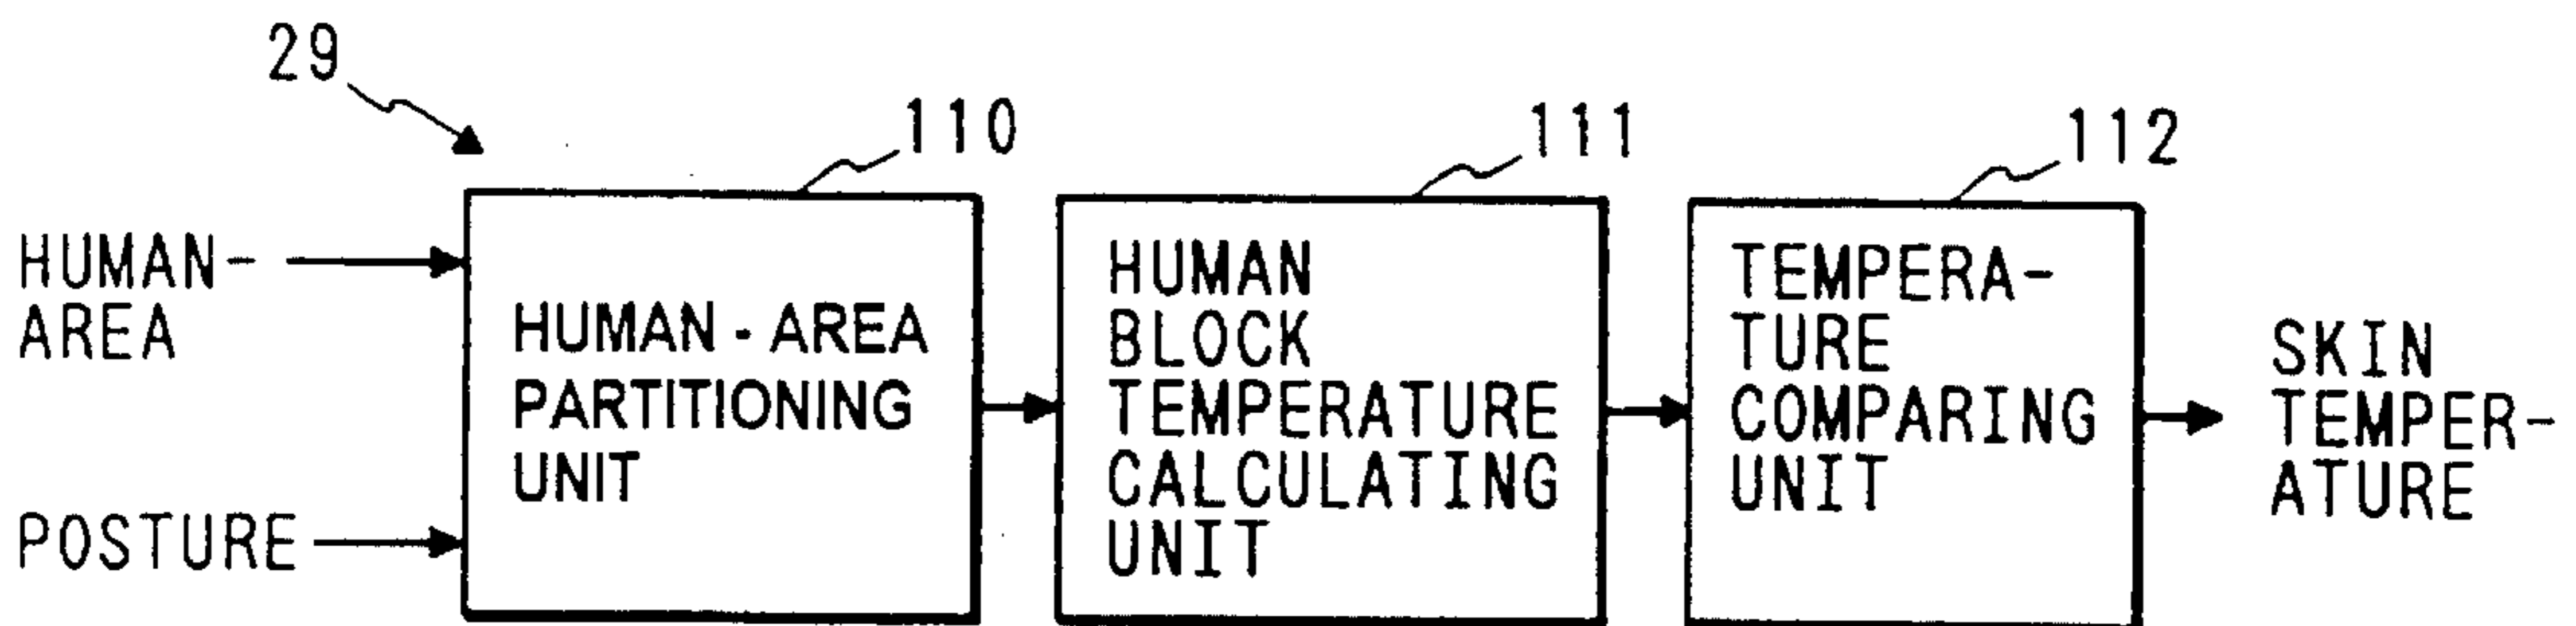 29
110
111
112
HUMAN-
AREA
POSTURE
HUMAN-AREA
PARTITIONING
UNIT
HUMAN
BLOCK
TEMPERATURE
CALCULATING
UNIT
TEMPERA-
TURE
COMPARING
UNIT
SKIN
TEMPER-
ATURE